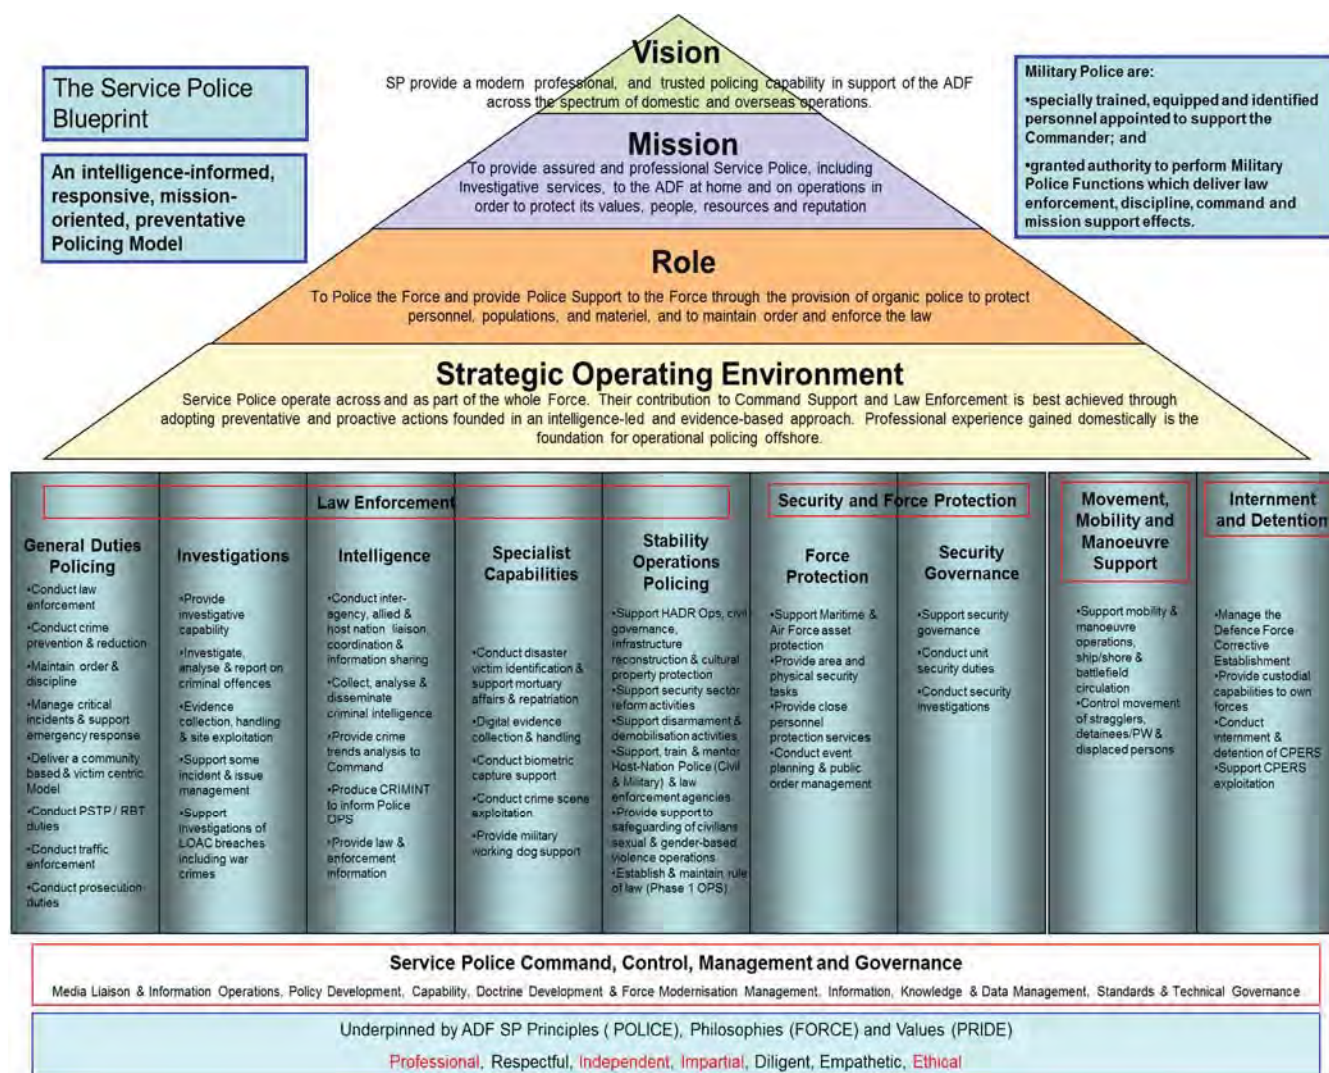 The Service Police
Blueprint
An intelligence-informed,
responsive, mission-
oriented, preventative
Policing Model
Vision
SP provide a modern professional, and trusted policing capability in support of the ADF
across the spectrum of domestic and overseas operations.
Mission
To provide assured and professional Service Police, including
Investigative services, to the ADF at home and on operations in
order to protect its values, people, resources and reputation
Role
To Police the Force and provide Police Support to the Force through the provision of organic police to protect
personnel, populations, and materiel, and to maintain order and enforce the law
Strategic Operating Environment
Service Police operate across and as part of the whole Force. Their contribution to Command Support and Law Enforcement is best achieved through
adopting preventative and proactive actions founded in an intelligence-led and evidence-based approach. Professional experience gained domestically is the
foundation for operational policing offshore.
Military Police are:
•specially trained, equipped and identified
personnel appointed to support the
Commander; and
•granted authority to perform Military
Police Functions which deliver law
enforcement, discipline, command and
mission support effects.
Law Enforcement
General Duties
Policing
•Conduct law
enforcement
•Conduct crime
prevention & reduction
•Maintain order &
discipline
•Manage critical
incidents & support
emergency response
•Deliver a community
based & victim centric
Model
•Conduct PSTP / RBT
duties
•Conduct traffic
enforcement
•Conduct prosecution
duties
Investigations
•Provide
investigative
capability
•Investigate,
analyse & report on
criminal offences
•Evidence
collection, handling
& site exploitation
•Support some
incident & issue
management
•Support
investigations of
LOAC breaches
including war
crimes
Intelligence
•Conduct inter-
agency, allied &
host nation liaison,
coordination &
information sharing
•Collect, analyse &
disseminate
criminal intelligence
•Provide crime
trends analysis to
Command
•Produce CRIMINT
to inform Police
OPS
•Provide law &
enforcement
information
Specialist
Capabilities
•Conduct disaster
victim identification &
support mortuary
affairs & repatriation
•Digital evidence
collection & handling
•Conduct biometric
capture support
•Conduct crime scene
exploitation
•Provide military
working dog support
Stability
Operations
Policing
•Support HADR Ops, civil
governance,
infrastructure
reconstruction & cultural
property protection
•Support security sector
reform activities
•Support disarmament &
demobilisation activities
•Support, train & mentor
Host-Nation Police (Civil
& Military) & law
enforcement agencies
•Provide support to
safeguarding of civilians
sexual & gender-based
violence operations
•Establish & maintain rule
of law (Phase 1 OPS)
Security and Force Protection
Force
Protection
•Support Maritime &
Air Force asset
protection
•Provide area and
physical security
tasks
•Provide close
personnel
protection services
•Conduct event
planning & public
order management
Security
Governance
•Support security
governance
•Conduct unit
security duties
•Conduct security
investigations
Movement,
Mobility and
Manoeuvre
Support
•Support mobility &
manoeuvre
operations,
ship/shore &
battlefield
circulation
•Control movement of
stragglers,
detainees/PW &
displaced persons
Internment
and Detention
•Manage the
Defence Force
Corrective
Establishment
•Provide custodial
capabilities to own
forces
•Conduct
internment &
detention of CPERS
•Support CPERS
exploitation
Service Police Command, Control, Management and Governance
Media Liaison & Information Operations, Policy Development, Capability, Doctrine Development & Force Modernisation Management, Information, Knowledge & Data Management, Standards & Technical Governance
Underpinned by ADF SP Principles ( POLICE), Philosophies (FORCE) and Values (PRIDE)
Professional, Respectful, Independent, Impartial, Diligent, Empathetic, Ethical